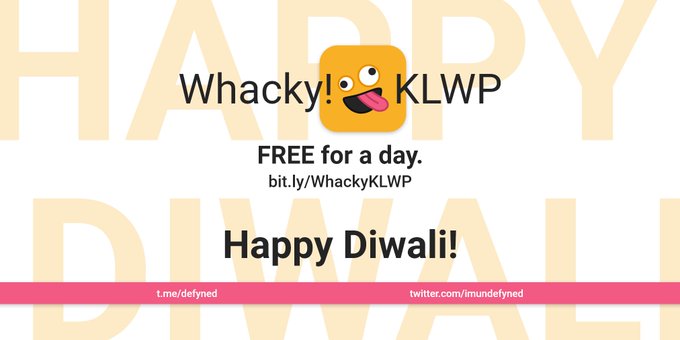 HAPPY
Whacky! KLWP
FREE for a day.
bit.ly/WhackyKLWP
DIWALI
Happy Diwali!
t.me/defyned twitter.com/imundefyned